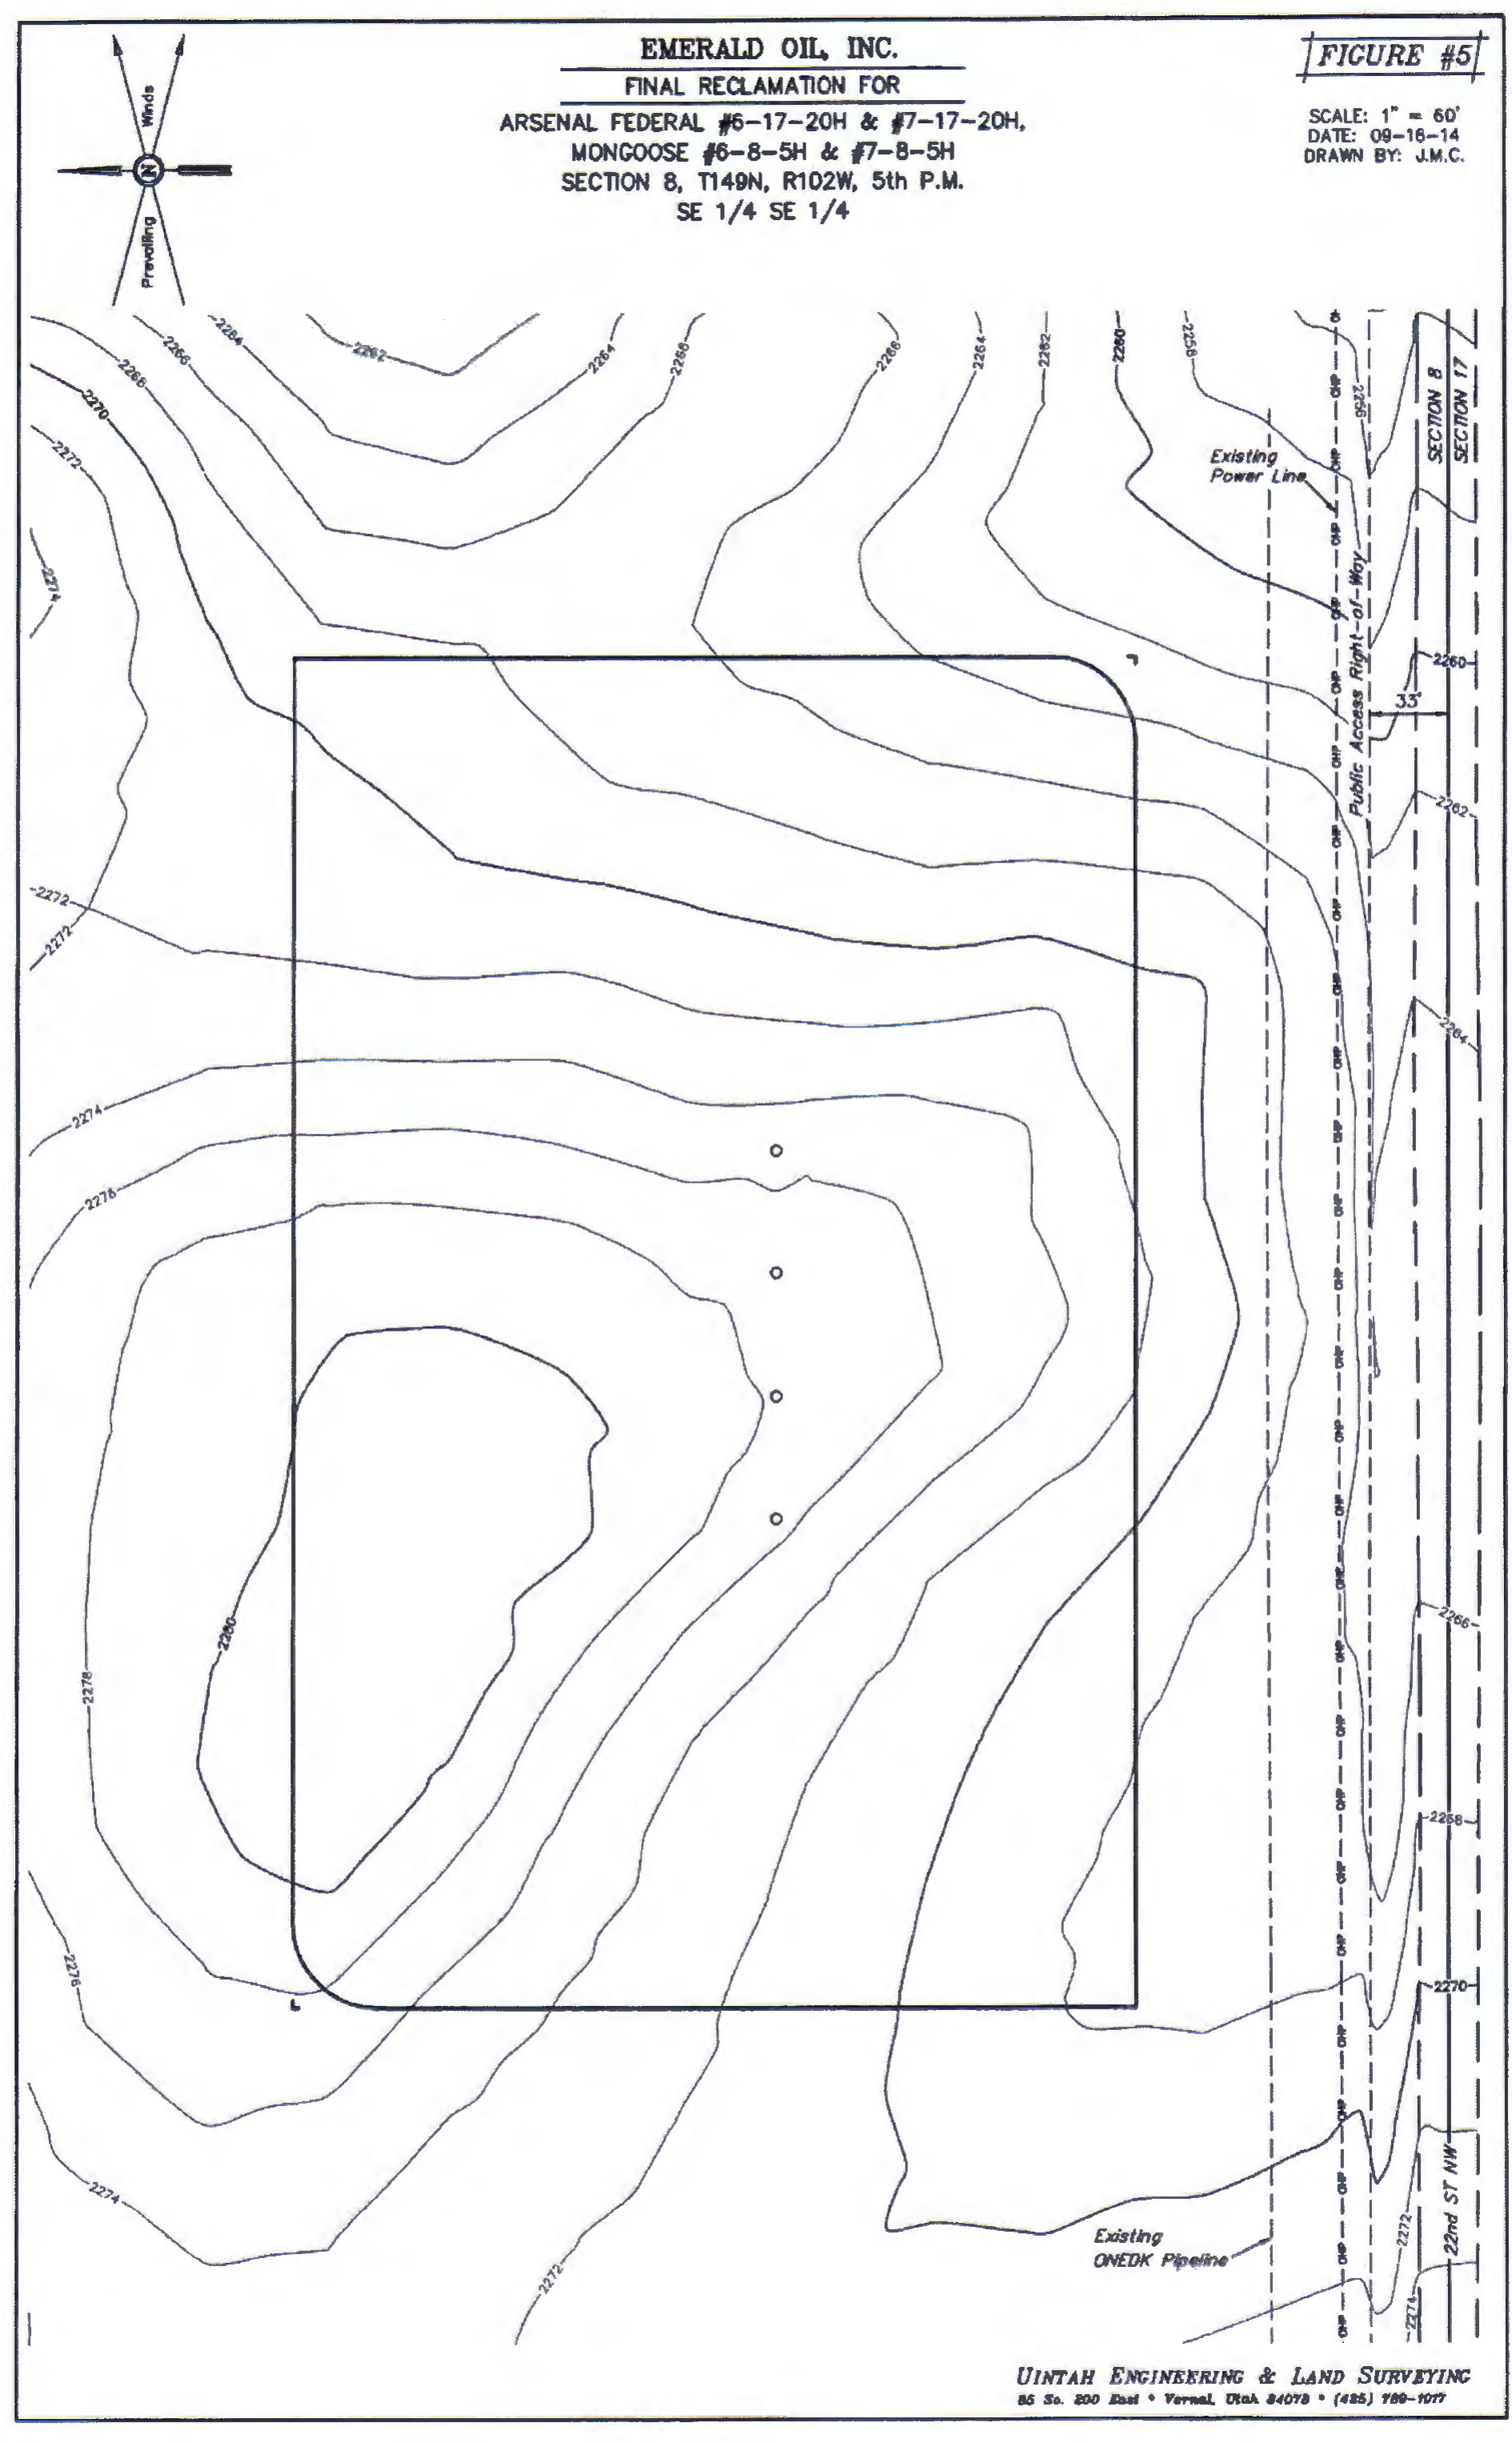 EMERALD OIL, INC.
FINAL RECLAMATION FOR
ARSENAL FEDERAL #6-17-20H & #7-17-20H,
MONGOOSE #6-8-5H & #7-8-5H
SECTION 8, T149N, R102W, 5th P.M.
SE 1/4 SE 1/4
FIGURE #5
SCALE: 1" = 60'
DATE: 09-16-14
DRAWN BY: J.M.C.
Winds
N
Prevailing
2264
2266
2268
2270
2272
2274
2262
2264
2266
2264
2262
2260
2258
2256
SECTION 8
SECTION 17
Existing
Power Line
OHP
Public Access Right-of-Way
2260
33'
2262
2272
2272
2264
2274
2276
2266
2280
2278
2268
2276
2270
2274
2272
Existing
ONEOK Pipeline
2272
22nd ST NW
2274
UINTAH ENGINEERING & LAND SURVEYING
85 So. 200 East * Vernal, Utah 84078 * (435) 789-1017